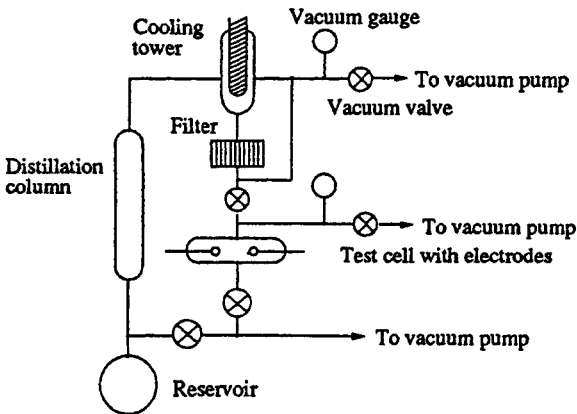 Cooling
tower
Vacuum gauge
To vacuum pump
Vacuum valve
Filter
Distillation
column
To vacuum pump
Test cell with electrodes
To vacuum pump
Reservoir